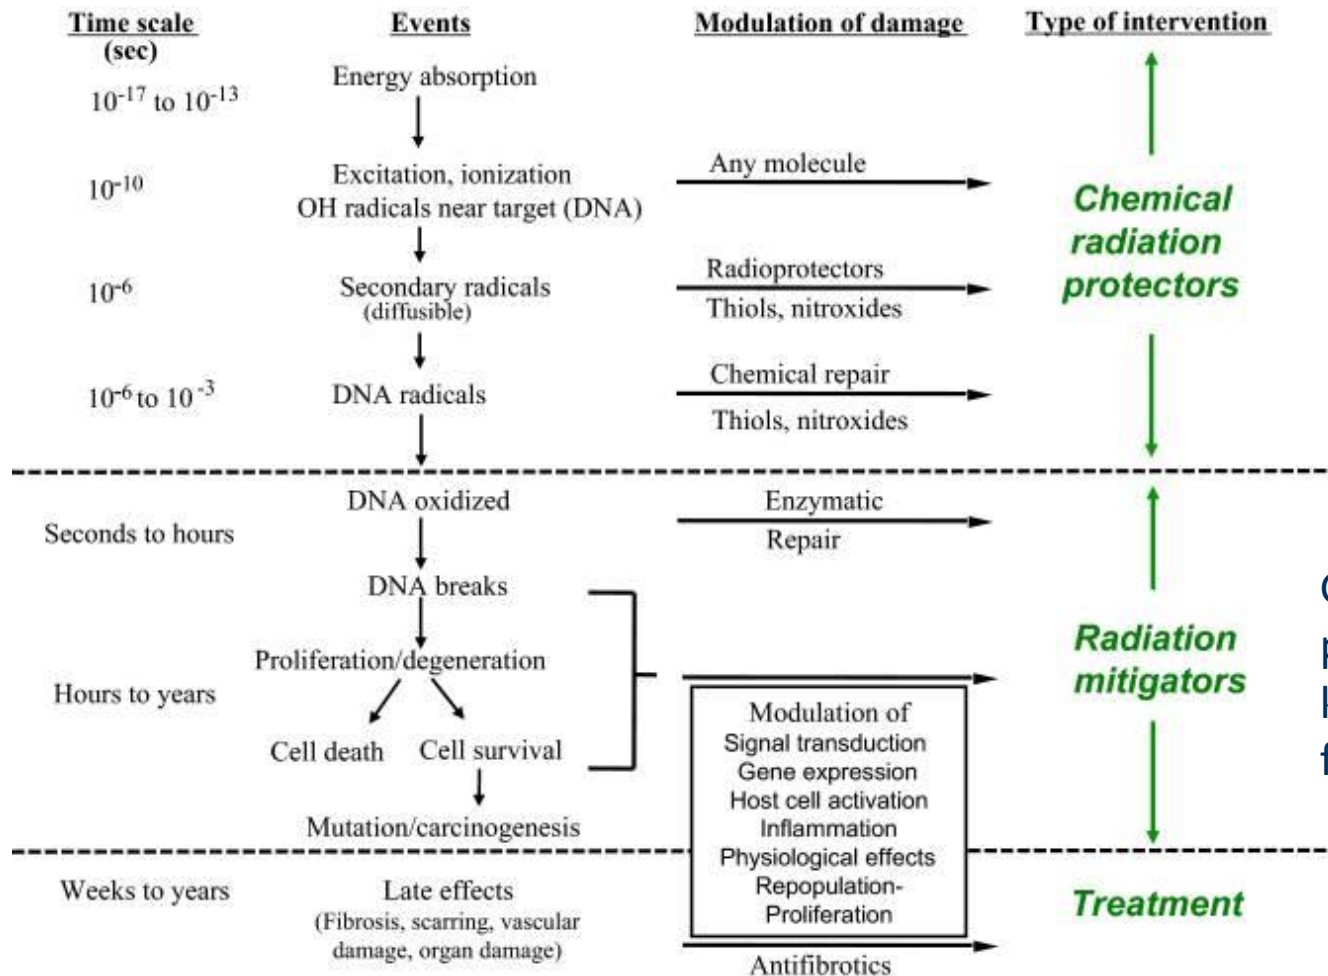 Time scale
(sec)
Events
Modulation of damage
Type of intervention
10⁻¹⁷ to 10⁻¹³
Energy absorption
10⁻¹⁰
Excitation, ionization
OH radicals near target (DNA)
Any molecule
Chemical
radiation
protectors
10⁻⁶
Secondary radicals
(diffusible)
Radioprotectors
Thiols, nitroxides
10⁻⁶ to 10⁻³
DNA radicals
Chemical repair
Thiols, nitroxides
Seconds to hours
DNA oxidized
Enzymatic
Repair
DNA breaks
Proliferation/degeneration
Hours to years
Cell death
Cell survival
Mutation/carcinogenesis
Modulation of
Signal transduction
Gene expression
Host cell activation
Inflammation
Physiological effects
Repopulation-
Proliferation
Radiation
mitigators
Weeks to years
Late effects
(Fibrosis, scarring, vascular
damage, organ damage)
Antifibrotics
Treatment